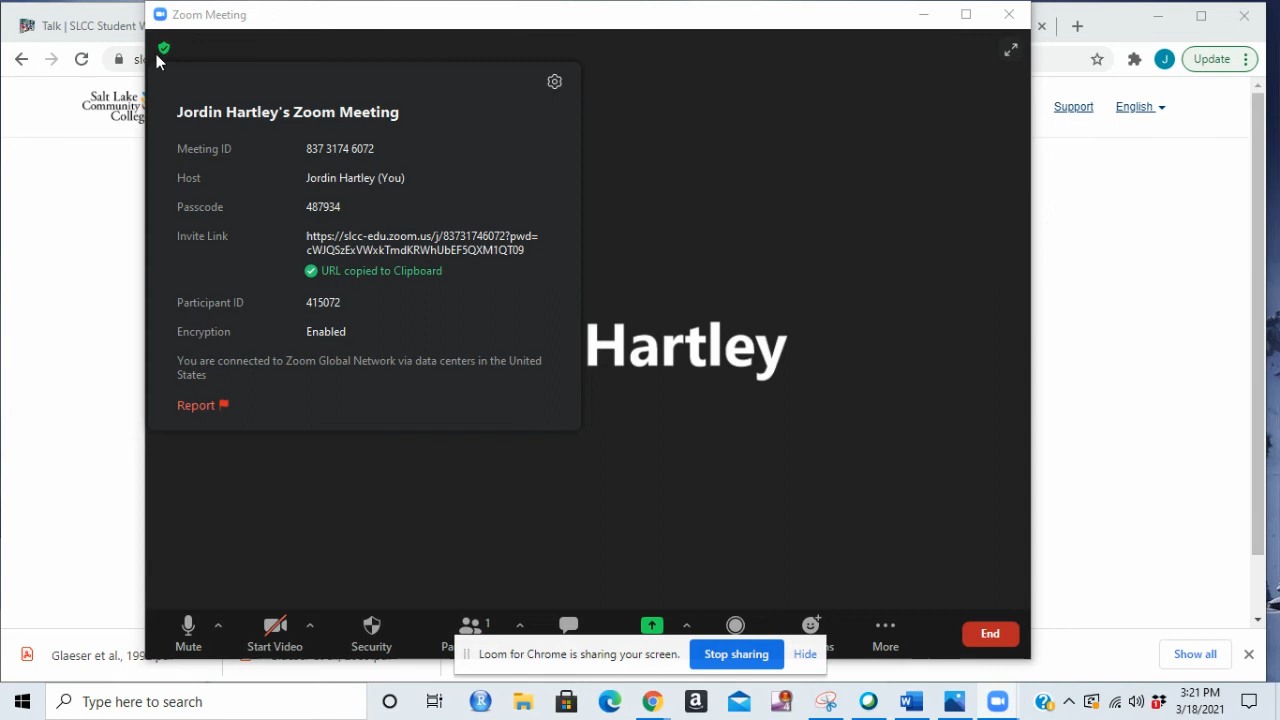 Talk | SLCC Student W
Zoom Meeting
Update
Salt Lake
Community
College
Support
English
Jordin Hartley's Zoom Meeting
Meeting ID 837 3174 6072
Host Jordin Hartley (You)
Passcode 487934
Invite Link https://slcc-edu.zoom.us/j/83731746072?pwd=
cWJQSzExVWxkTmdKRWhUbEF5QXM1QT09
URL copied to Clipboard
Participant ID 415072
Encryption Enabled
You are connected to Zoom Global Network via data centers in the United
States
Report
Hartley
1
Mute
Start Video
Security
More
End
Loom for Chrome is sharing your screen.
Stop sharing
Hide
Glaeser et al., 199
Show all
Type here to search
3:21 PM
3/18/2021